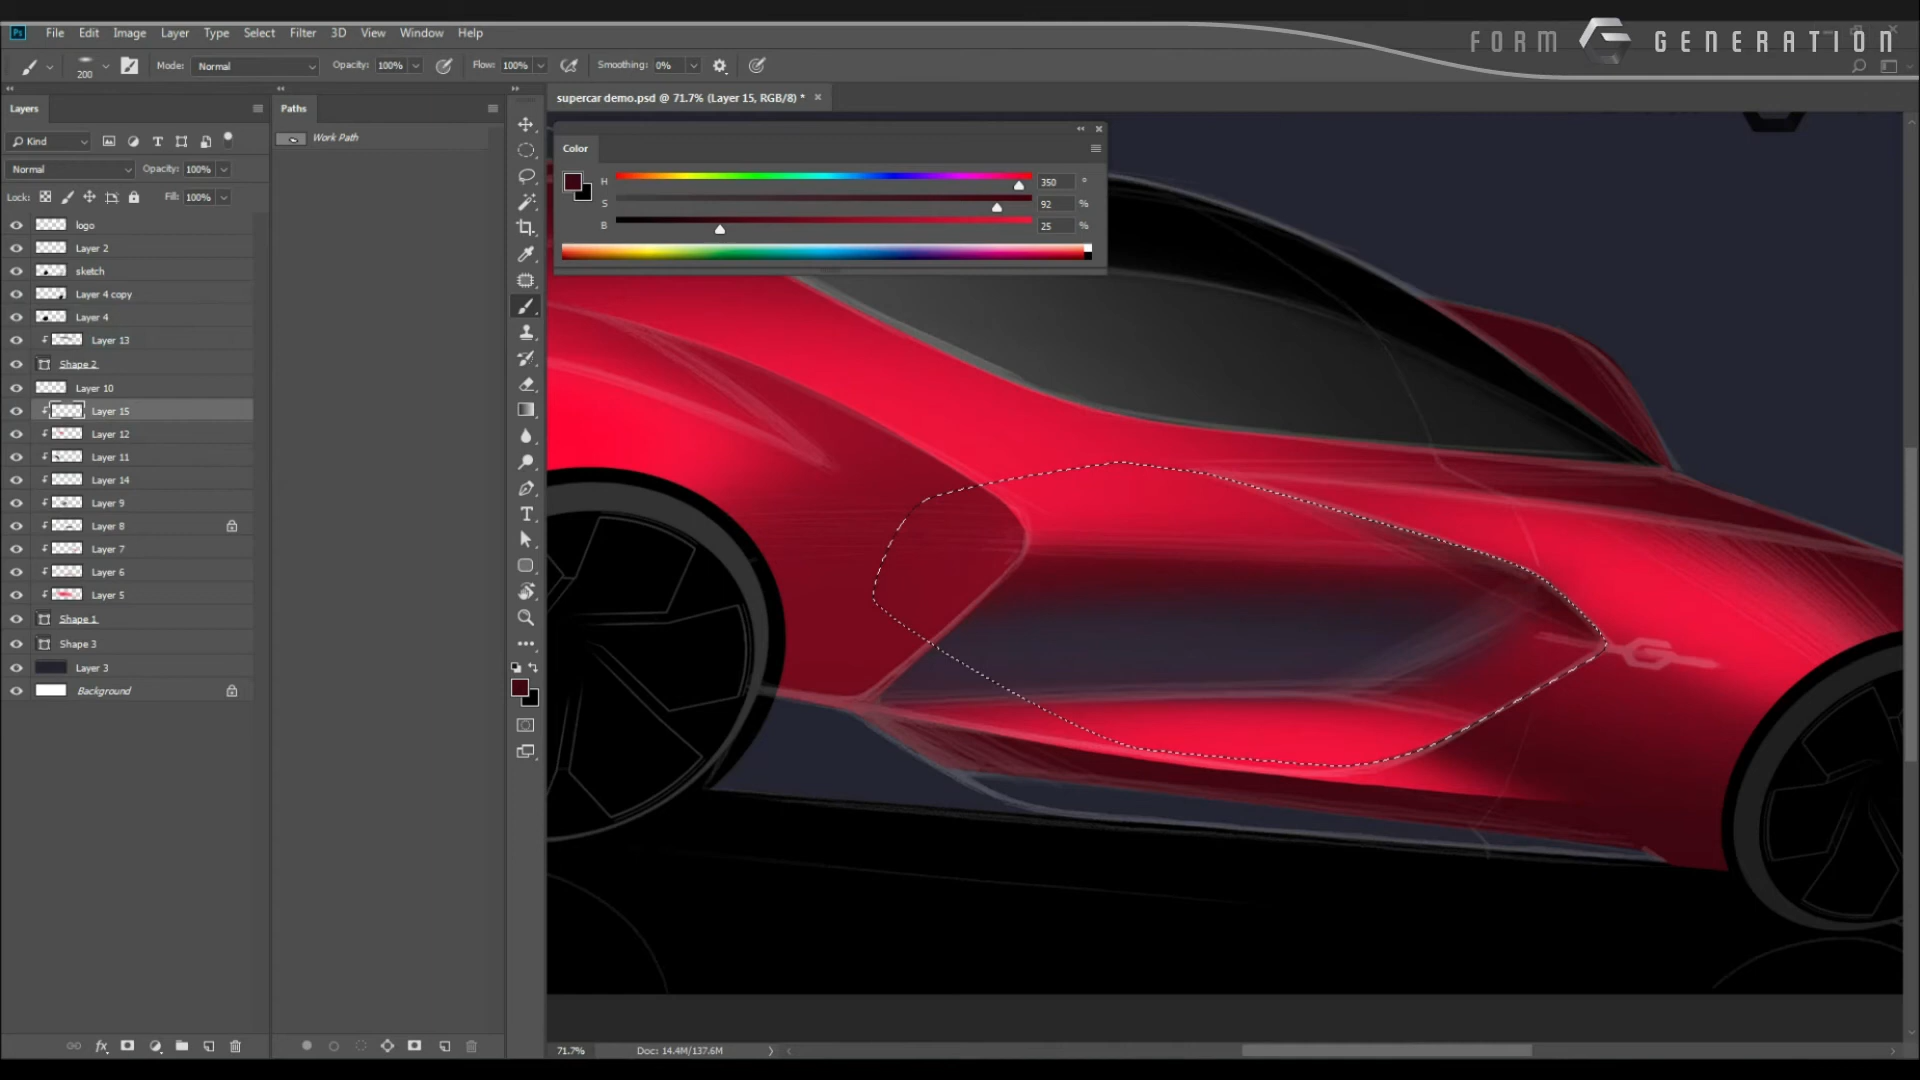 FORM GENERATION
Ps File Edit Image Layer Type Select Filter 3D View Window Help
200 Mode: Normal Opacity: 100% Flow: 100% Smoothing: 0%
Layers
Paths
supercar demo.psd @ 71.7% (Layer 15, RGB/8) *
Kind
Work Path
Normal Opacity: 100%
Lock: Fill: 100%
Color
H 350 °
S 92 %
B 25 %
logo
Layer 2
sketch
Layer 4 copy
Layer 4
Layer 13
Shape 2
Layer 10
Layer 15
Layer 12
Layer 11
Layer 14
Layer 9
Layer 8
Layer 7
Layer 6
Layer 5
Shape 1
Shape 3
Layer 3
Background
fx
71.7% Doc: 14.4M/137.6M